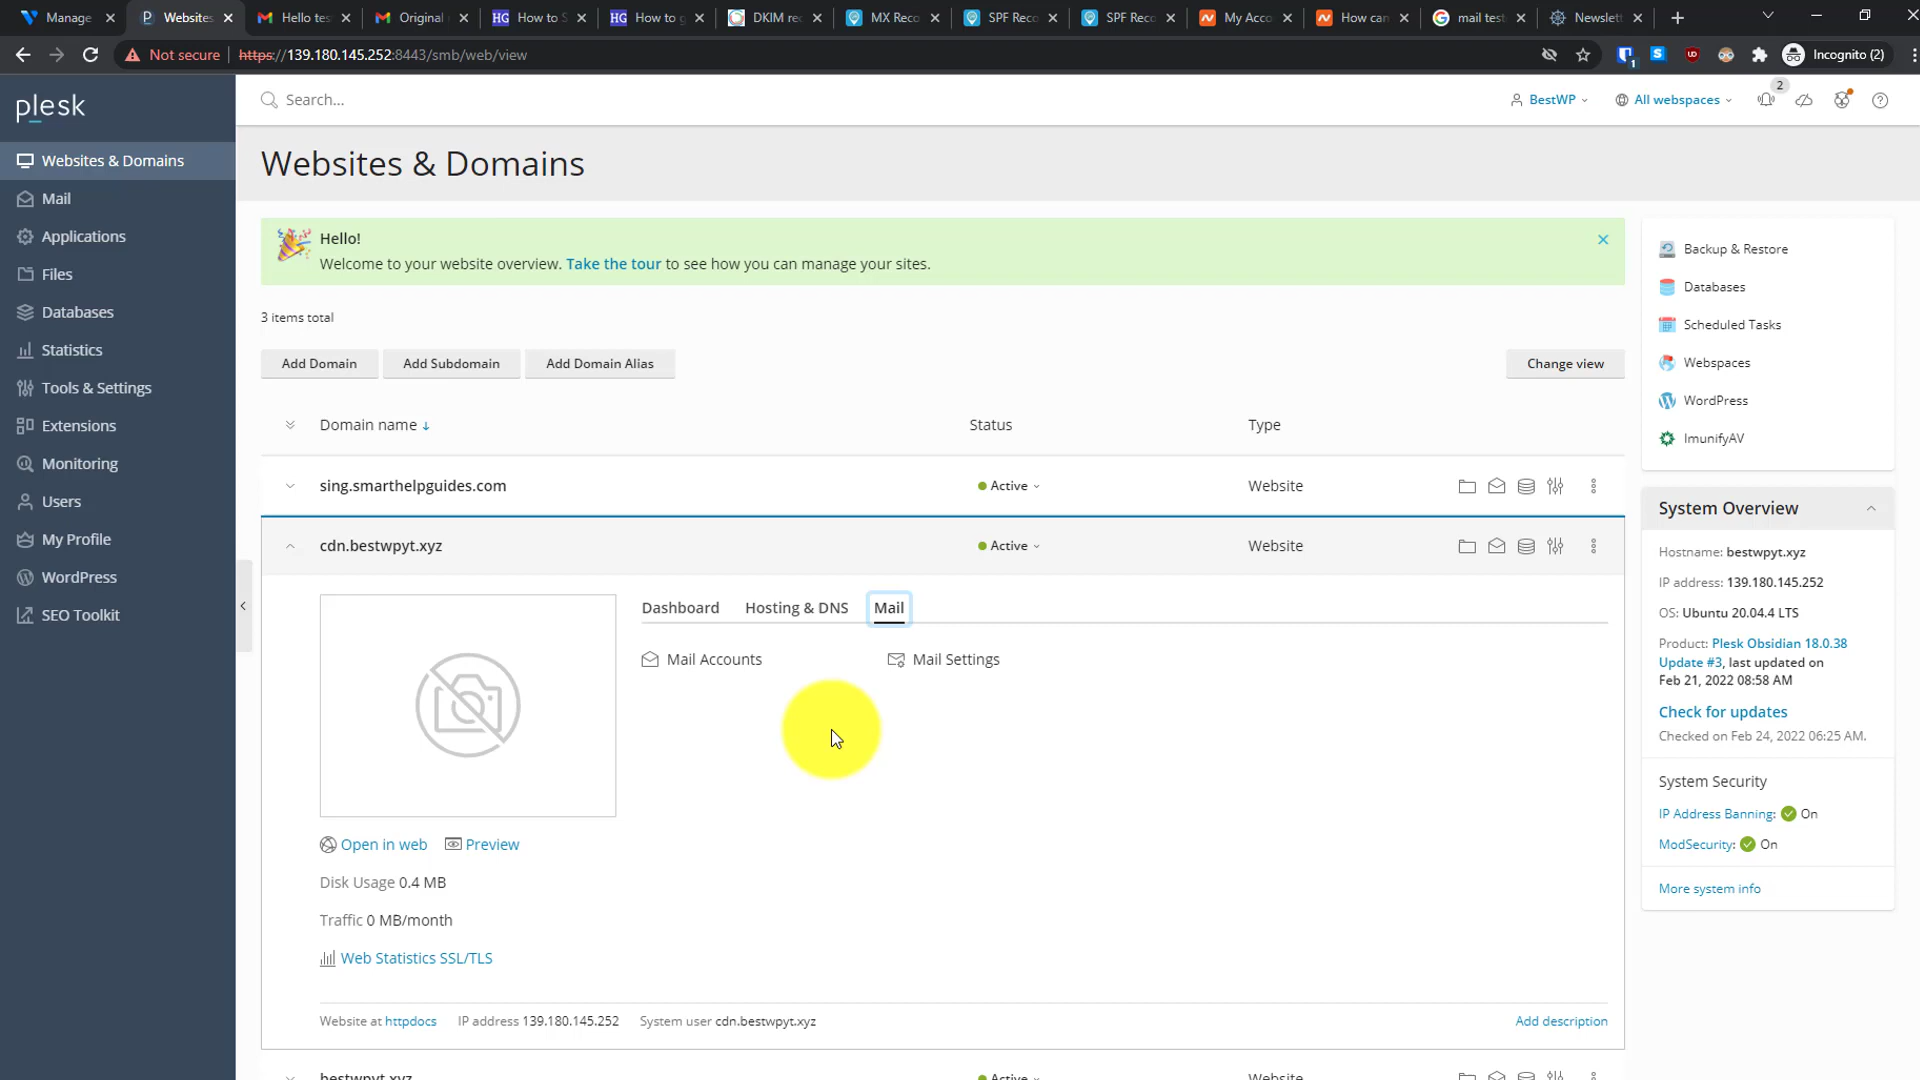 Manage
Websites
Hello tes
Original
How to S
How to g
DKIM re
MX Reco
SPF Reco
SPF Reco
My Acco
How can
mail test
Newslett
Not secure https://139.180.145.252:8443/smb/web/view
Incognito (2)
plesk
Search...
BestWP
All webspaces
2
Websites & Domains
Mail
Applications
Files
Databases
Statistics
Tools & Settings
Extensions
Monitoring
Users
My Profile
WordPress
SEO Toolkit
Websites & Domains
Hello!
Welcome to your website overview. Take the tour to see how you can manage your sites.
3 items total
Add Domain
Add Subdomain
Add Domain Alias
Change view
Domain name
Status
Type
sing.smarthelpguides.com
Active
Website
cdn.bestwpyt.xyz
Active
Website
Dashboard
Hosting & DNS
Mail
Mail Accounts
Mail Settings
Open in web
Preview
Disk Usage 0.4 MB
Traffic 0 MB/month
Web Statistics SSL/TLS
Website at httpdocs
IP address 139.180.145.252
System user cdn.bestwpyt.xyz
Add description
bestwpyt.xyz
Active
Website
Backup & Restore
Databases
Scheduled Tasks
Webspaces
WordPress
ImunifyAV
System Overview
Hostname: bestwpyt.xyz
IP address: 139.180.145.252
OS: Ubuntu 20.04.4 LTS
Product: Plesk Obsidian 18.0.38
Update #3, last updated on
Feb 21, 2022 08:58 AM
Check for updates
Checked on Feb 24, 2022 06:25 AM.
System Security
IP Address Banning: On
ModSecurity: On
More system info